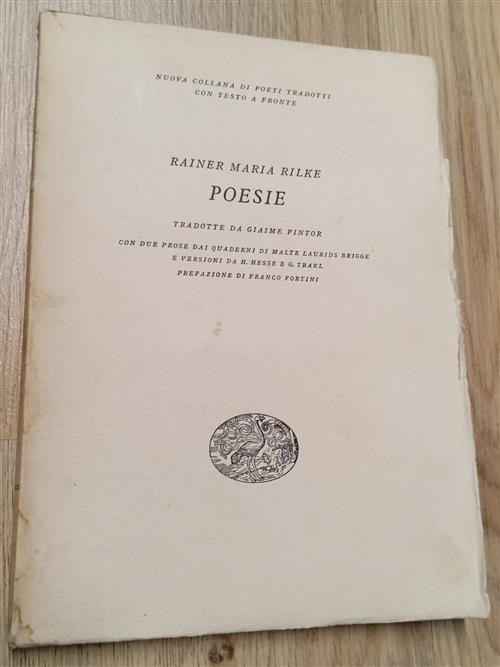 NUOVA COLLANA DI POETI TRADOTTI
CON TESTO A FRONTE
RAINER MARIA RILKE
POESIE
TRADOTTE DA GIAIME PINTOR
CON DUE PROSE DAI QUADERNI DI MALTE LAURIDS BRIGGE
E VERSIONI DA H. HESSE E G. TRAKL
PREFAZIONE DI FRANCO FORTINI